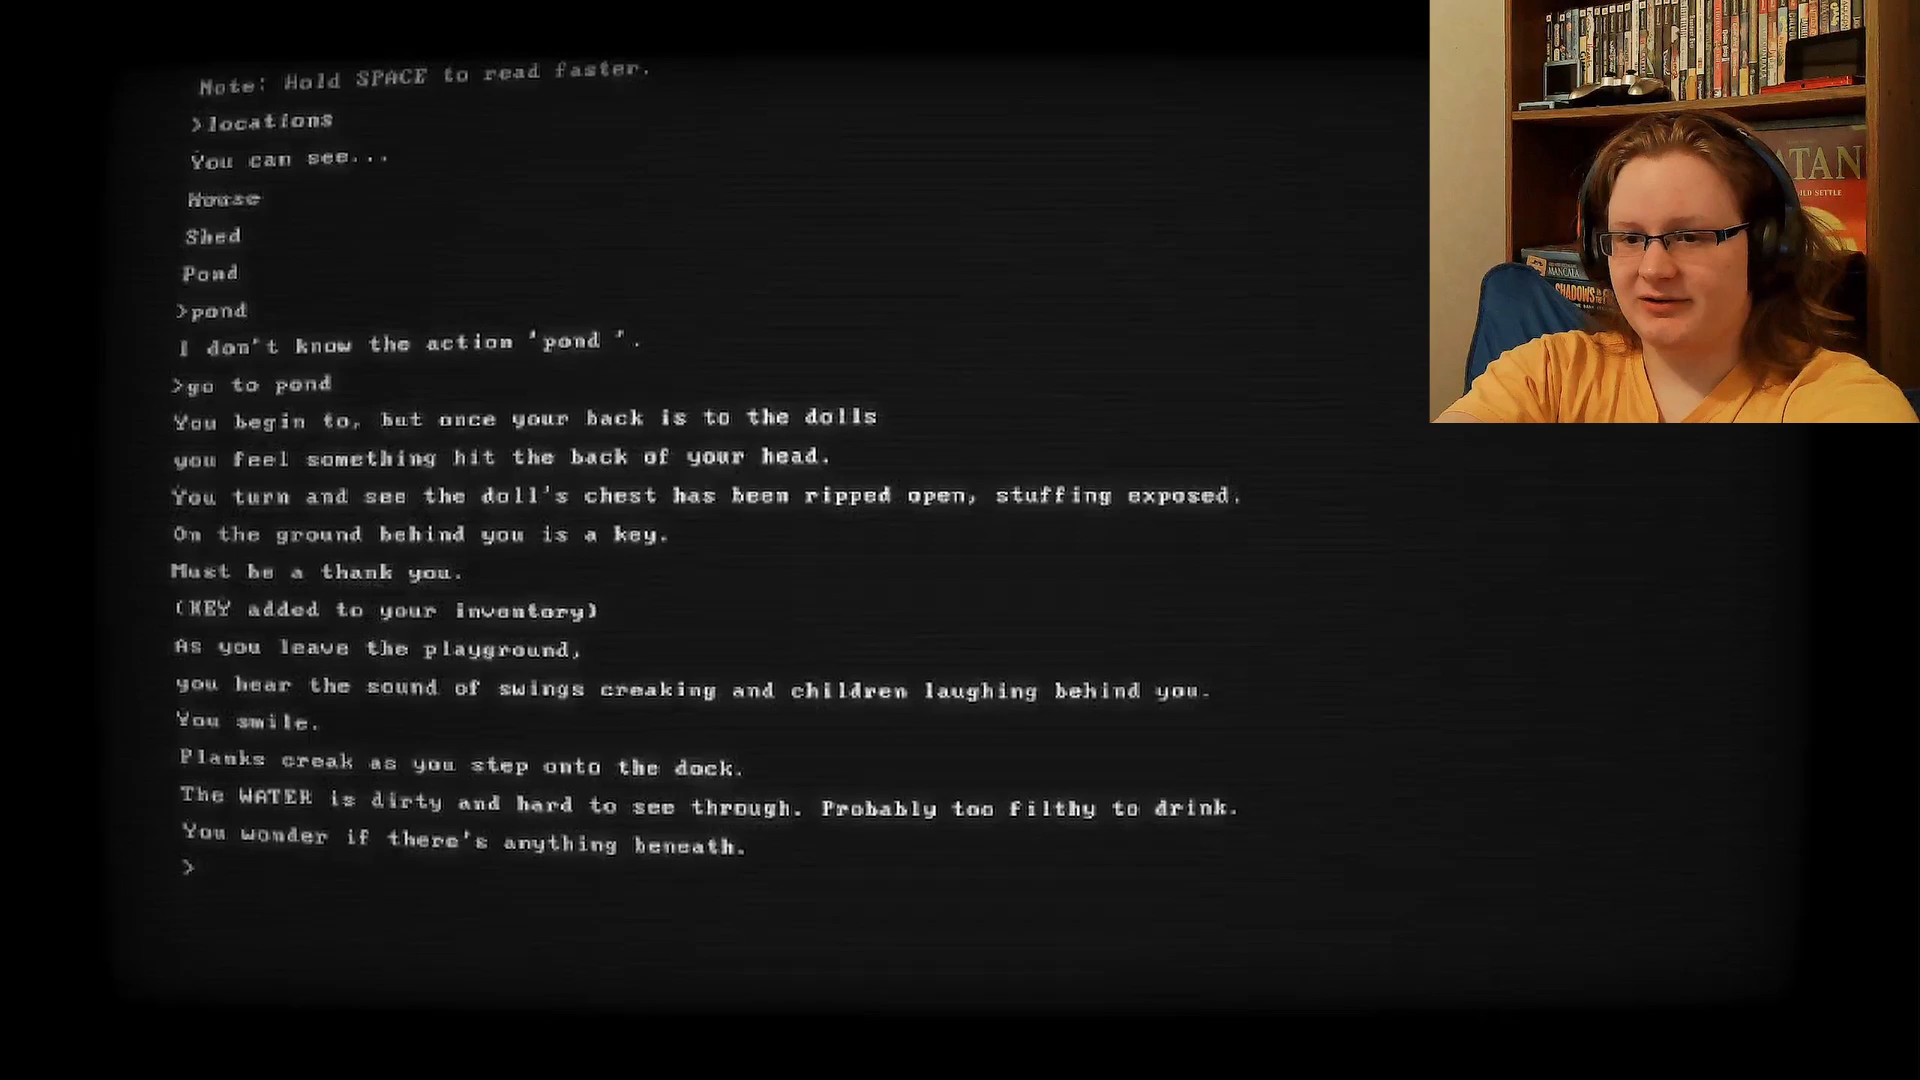 Note: Hold SPACE to read faster.
>locations
You can see...
House
Shed
Pond
>pond
I don't know the action 'pond '.
>go to pond
You begin to, but once your back is to the dolls
you feel something hit the back of your head.
You turn and see the doll's chest has been ripped open, stuffing exposed.
On the ground behind you is a key.
Must be a thank you.
(KEY added to your inventory)
As you leave the playground,
you hear the sound of swings creaking and children laughing behind you.
You smile.
Planks creak as you step onto the dock.
The WATER is dirty and hard to see through. Probably too filthy to drink.
You wonder if there's anything beneath.
>
TAN
ILD SETTLE
MANCALA
SHADOWS